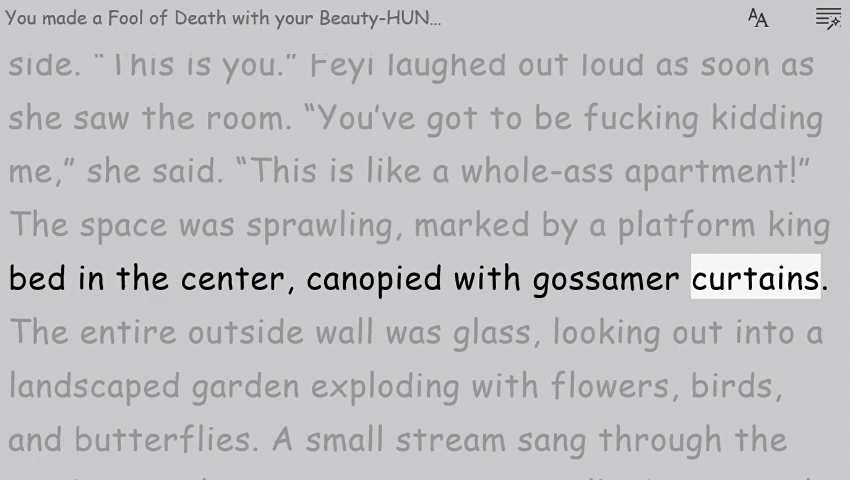 You made a Fool of Death with your Beauty-HUN...
AA
side. “This is you.” Feyi laughed out loud as soon as
she saw the room. “You’ve got to be fucking kidding
me,” she said. “This is like a whole-ass apartment!”
The space was sprawling, marked by a platform king
bed in the center, canopied with gossamer curtains.
The entire outside wall was glass, looking out into a
landscaped garden exploding with flowers, birds,
and butterflies. A small stream sang through the